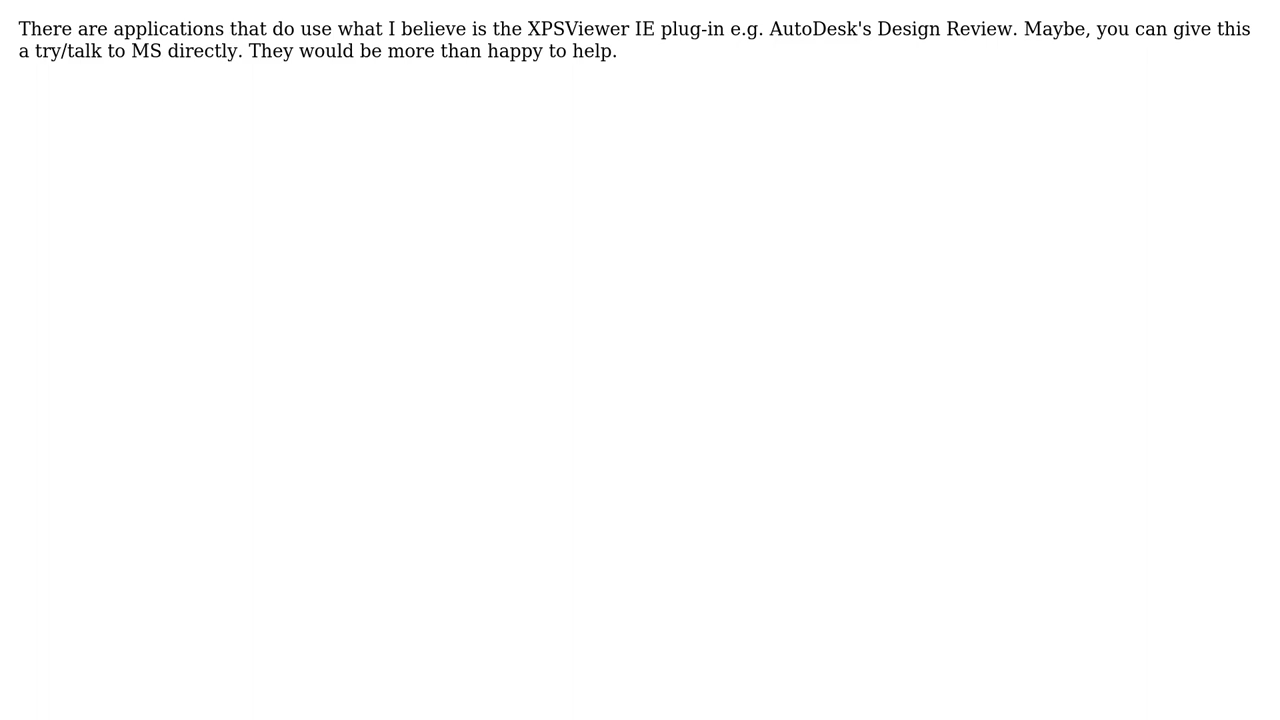 There are applications that do use what I believe is the XPSViewer IE plug-in e.g. AutoDesk's Design Review. Maybe, you can give this
a try/talk to MS directly. They would be more than happy to help.